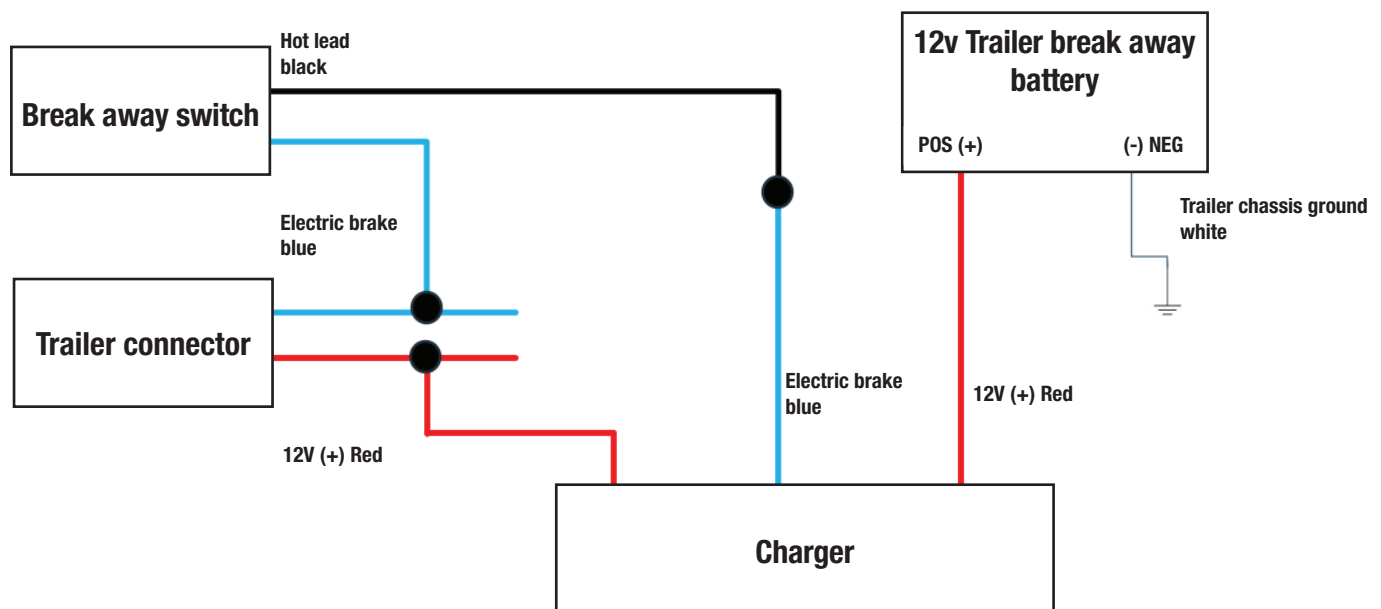 Hot lead
black
Break away switch
12v Trailer break away
battery
POS (+)
(-) NEG
Trailer chassis ground
white
Electric brake
blue
Trailer connector
Electric brake
blue
12V (+) Red
12V (+) Red
Charger